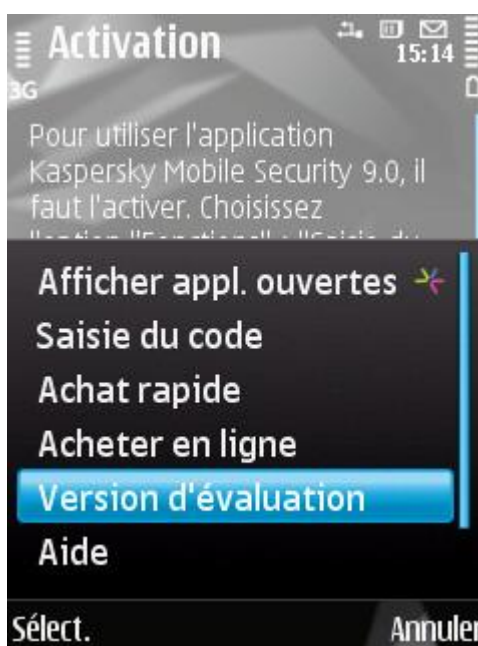 Activation
15:14
3G
Pour utiliser l'application
Kaspersky Mobile Security 9.0, il
faut l'activer. Choisissez
Afficher appl. ouvertes
Saisie du code
Achat rapide
Acheter en ligne
Version d'évaluation
Aide
Sélect.
Annuler